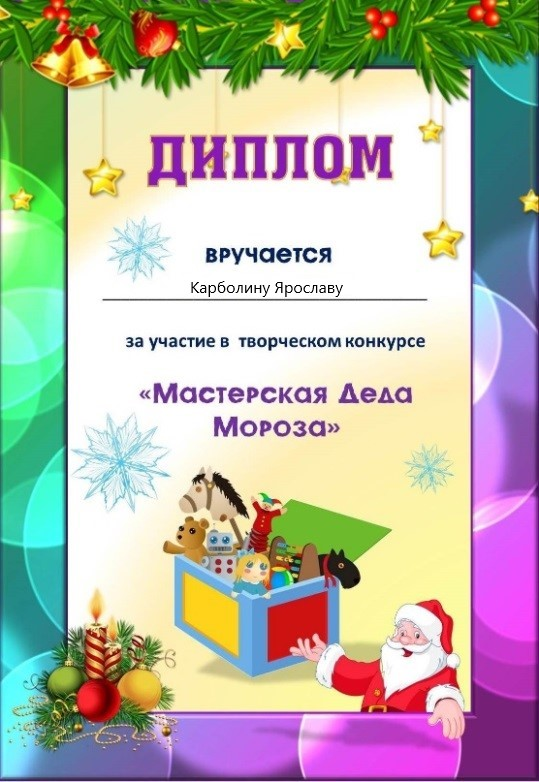 ДИПЛОМ
вручается
Карболину Ярославу
за участие в творческом конкурсе
«Мастерская Деда
Мороза»